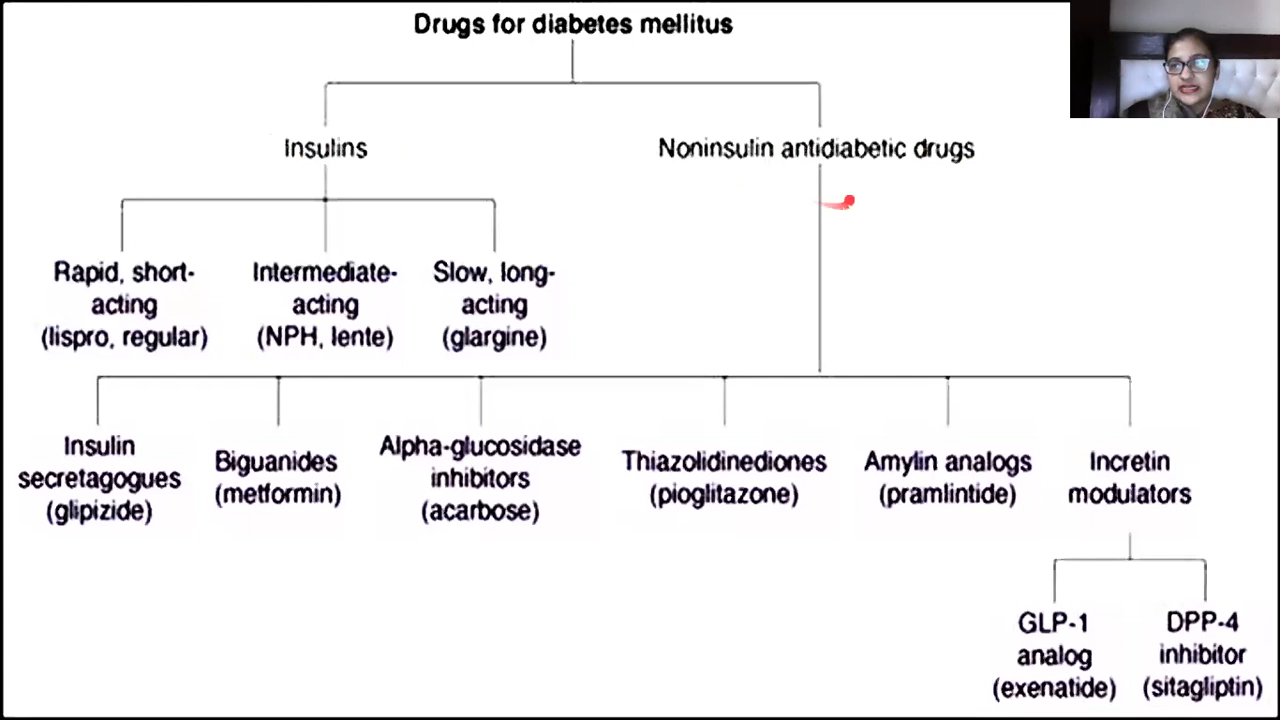 Drugs for diabetes mellitus
Insulins
Noninsulin antidiabetic drugs
Rapid, short-
acting
(lispro, regular)
Intermediate-
acting
(NPH, lente)
Slow, long-
acting
(glargine)
Insulin
secretagogues
(glipizide)
Biguanides
(metformin)
Alpha-glucosidase
inhibitors
(acarbose)
Thiazolidinediones
(pioglitazone)
Amylin analogs
(pramlintide)
Incretin
modulators
GLP-1
analog
(exenatide)
DPP-4
inhibitor
(sitagliptin)